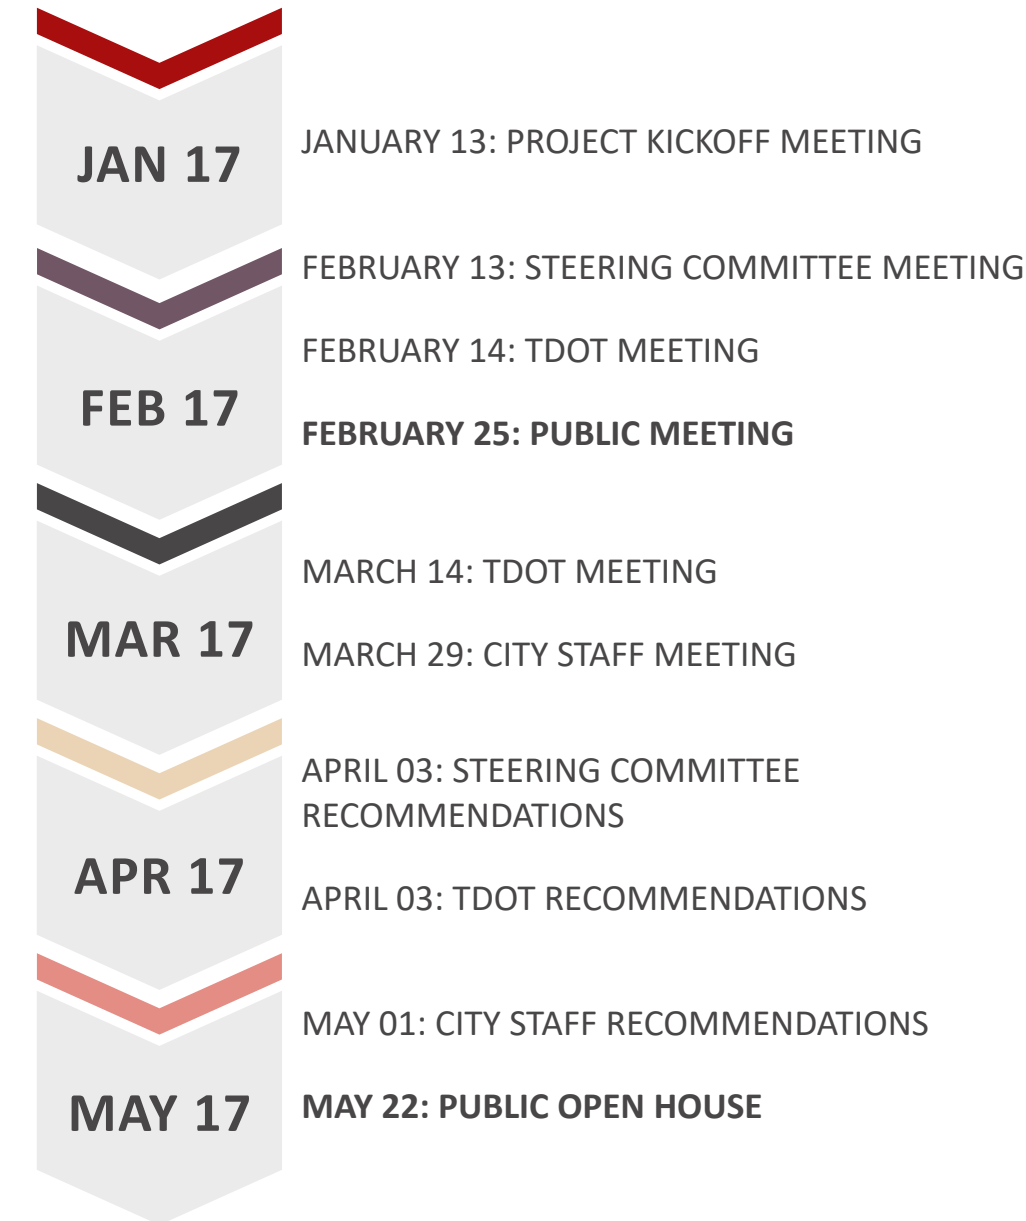 JAN 17
JANUARY 13: PROJECT KICKOFF MEETING
FEB 17
FEBRUARY 13: STEERING COMMITTEE MEETING
FEBRUARY 14: TDOT MEETING
FEBRUARY 25: PUBLIC MEETING
MAR 17
MARCH 14: TDOT MEETING
MARCH 29: CITY STAFF MEETING
APR 17
APRIL 03: STEERING COMMITTEE
RECOMMENDATIONS
APRIL 03: TDOT RECOMMENDATIONS
MAY 17
MAY 01: CITY STAFF RECOMMENDATIONS
MAY 22: PUBLIC OPEN HOUSE